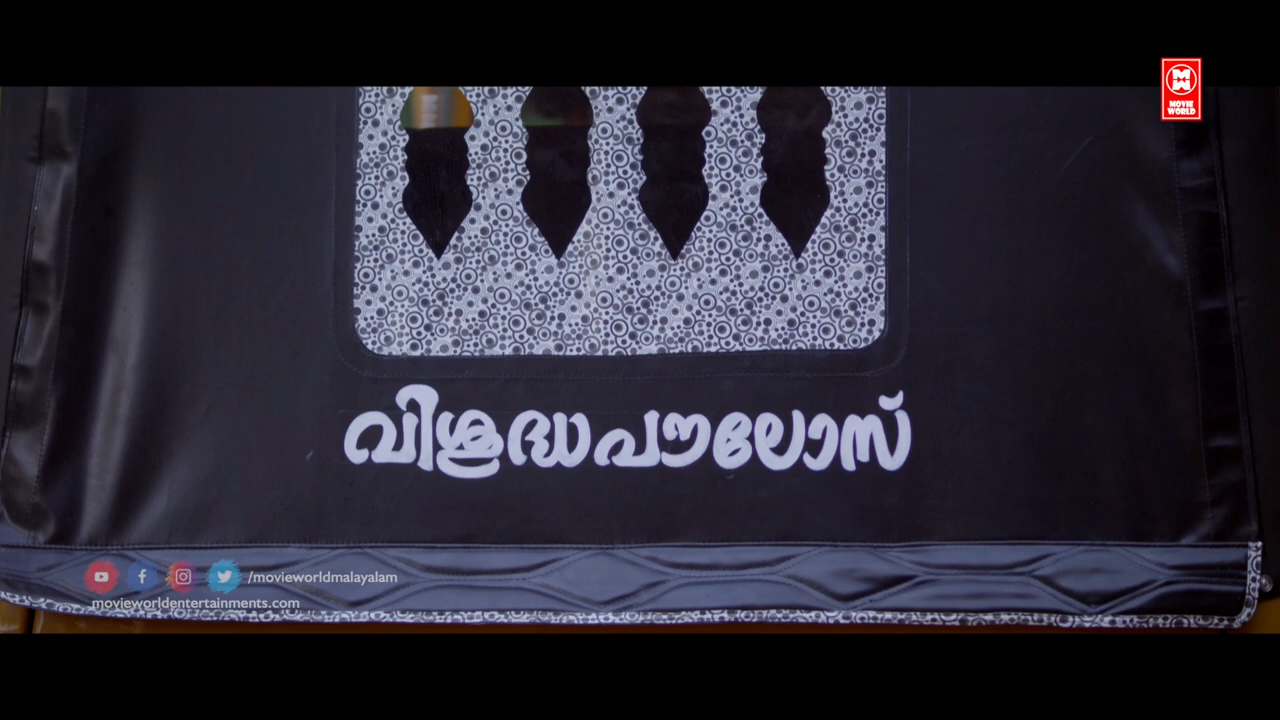 MOVIE
WORLD
വിശുദ്ധപൗലോസ്
/movieworldmalayalam
movieworldentertainments.com